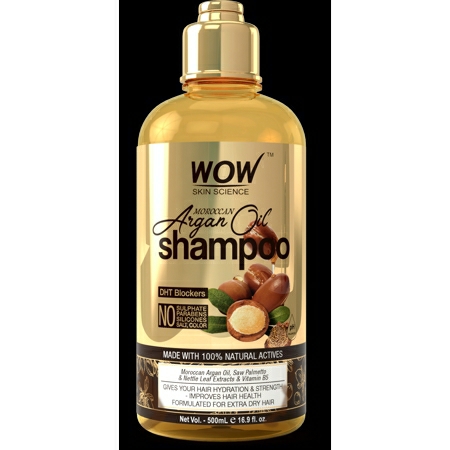 WOW™
SKIN SCIENCE
MOROCCAN
Argan Oil
shampoo
DHT Blockers
NO SULPHATE
PARABENS
SILICONES
SALT, COLOR
MADE WITH 100% NATURAL ACTIVES
Moroccan Argan Oil, Saw Palmetto
& Nettle Leaf Extracts & Vitamin B5
GIVES YOUR HAIR HYDRATION & STRENGTH
- IMPROVES HAIR HEALTH
FORMULATED FOR EXTRA DRY HAIR
Net Vol. - 500mL ℮ 16.9 fl. oz.